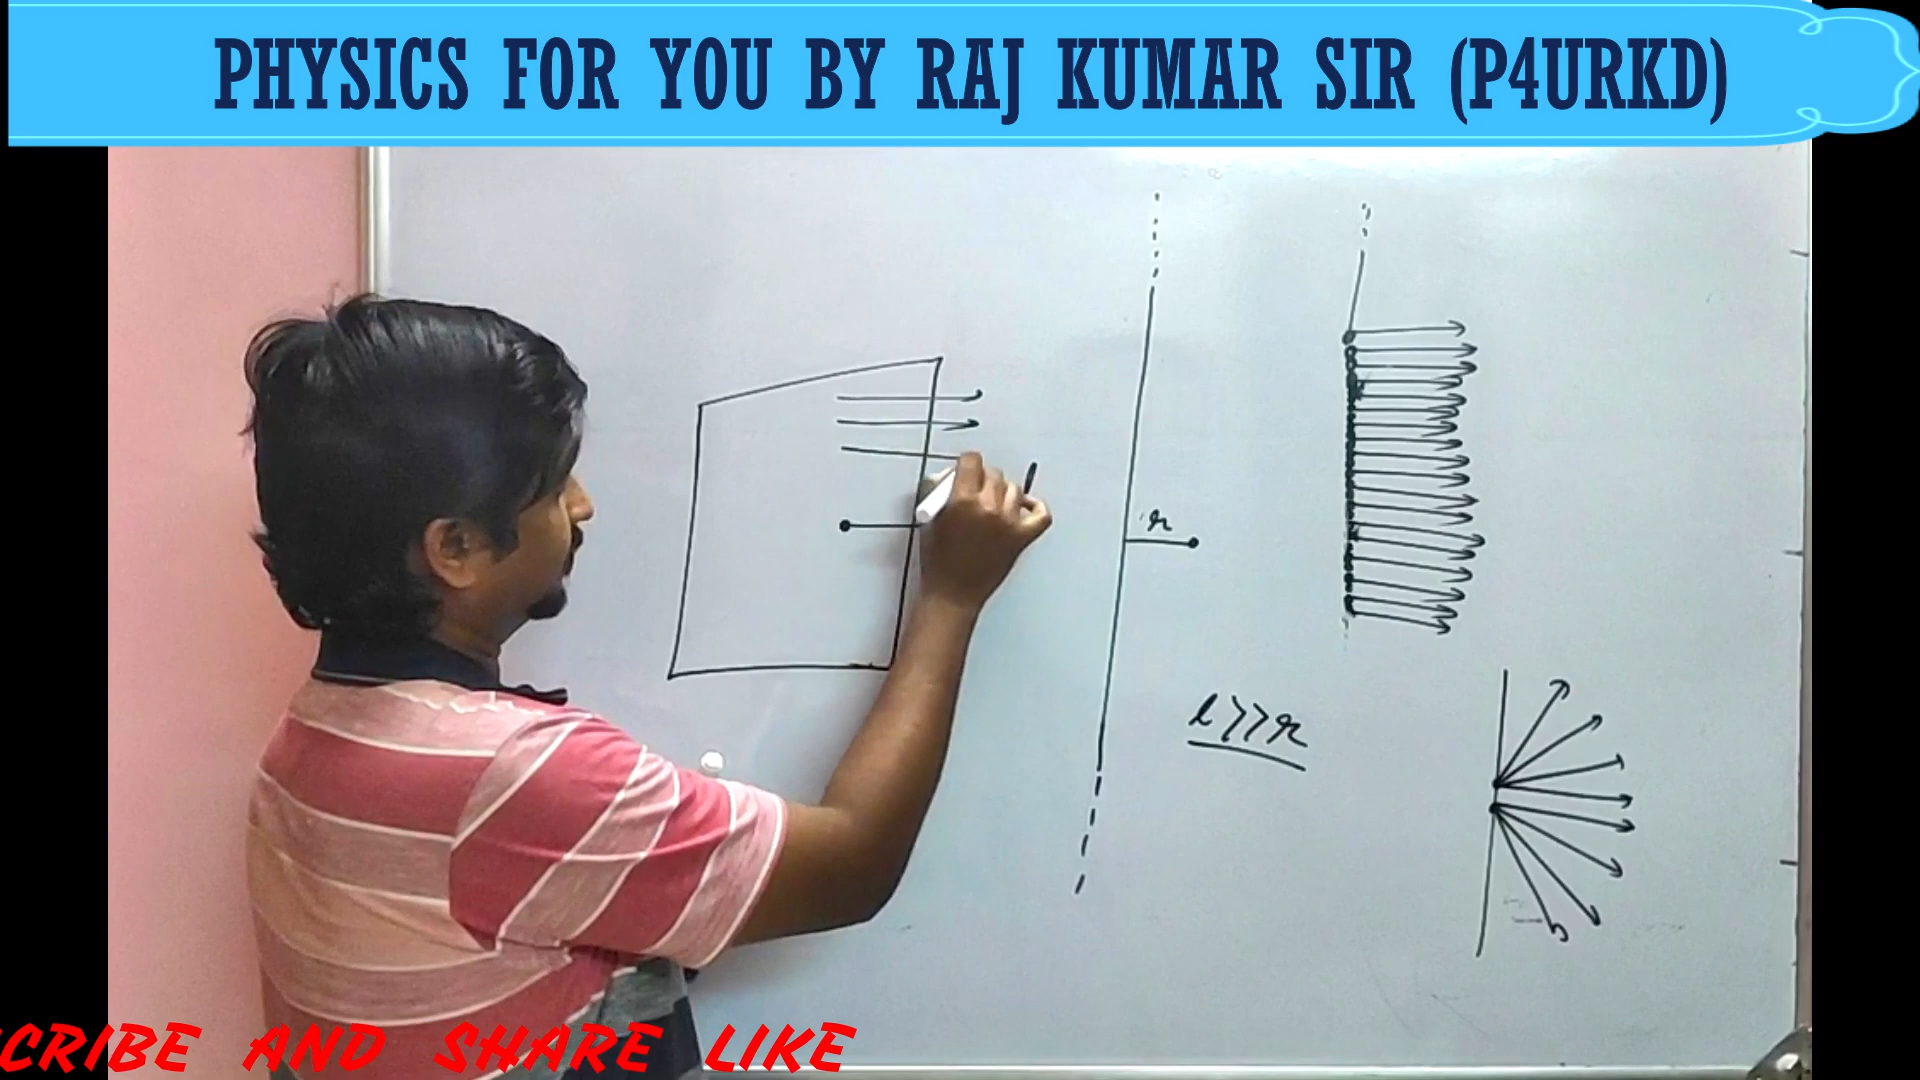 PHYSICS FOR YOU BY RAJ KUMAR SIR (P4URKD)
r
l>>r
CRIBE AND SHARE LIKE